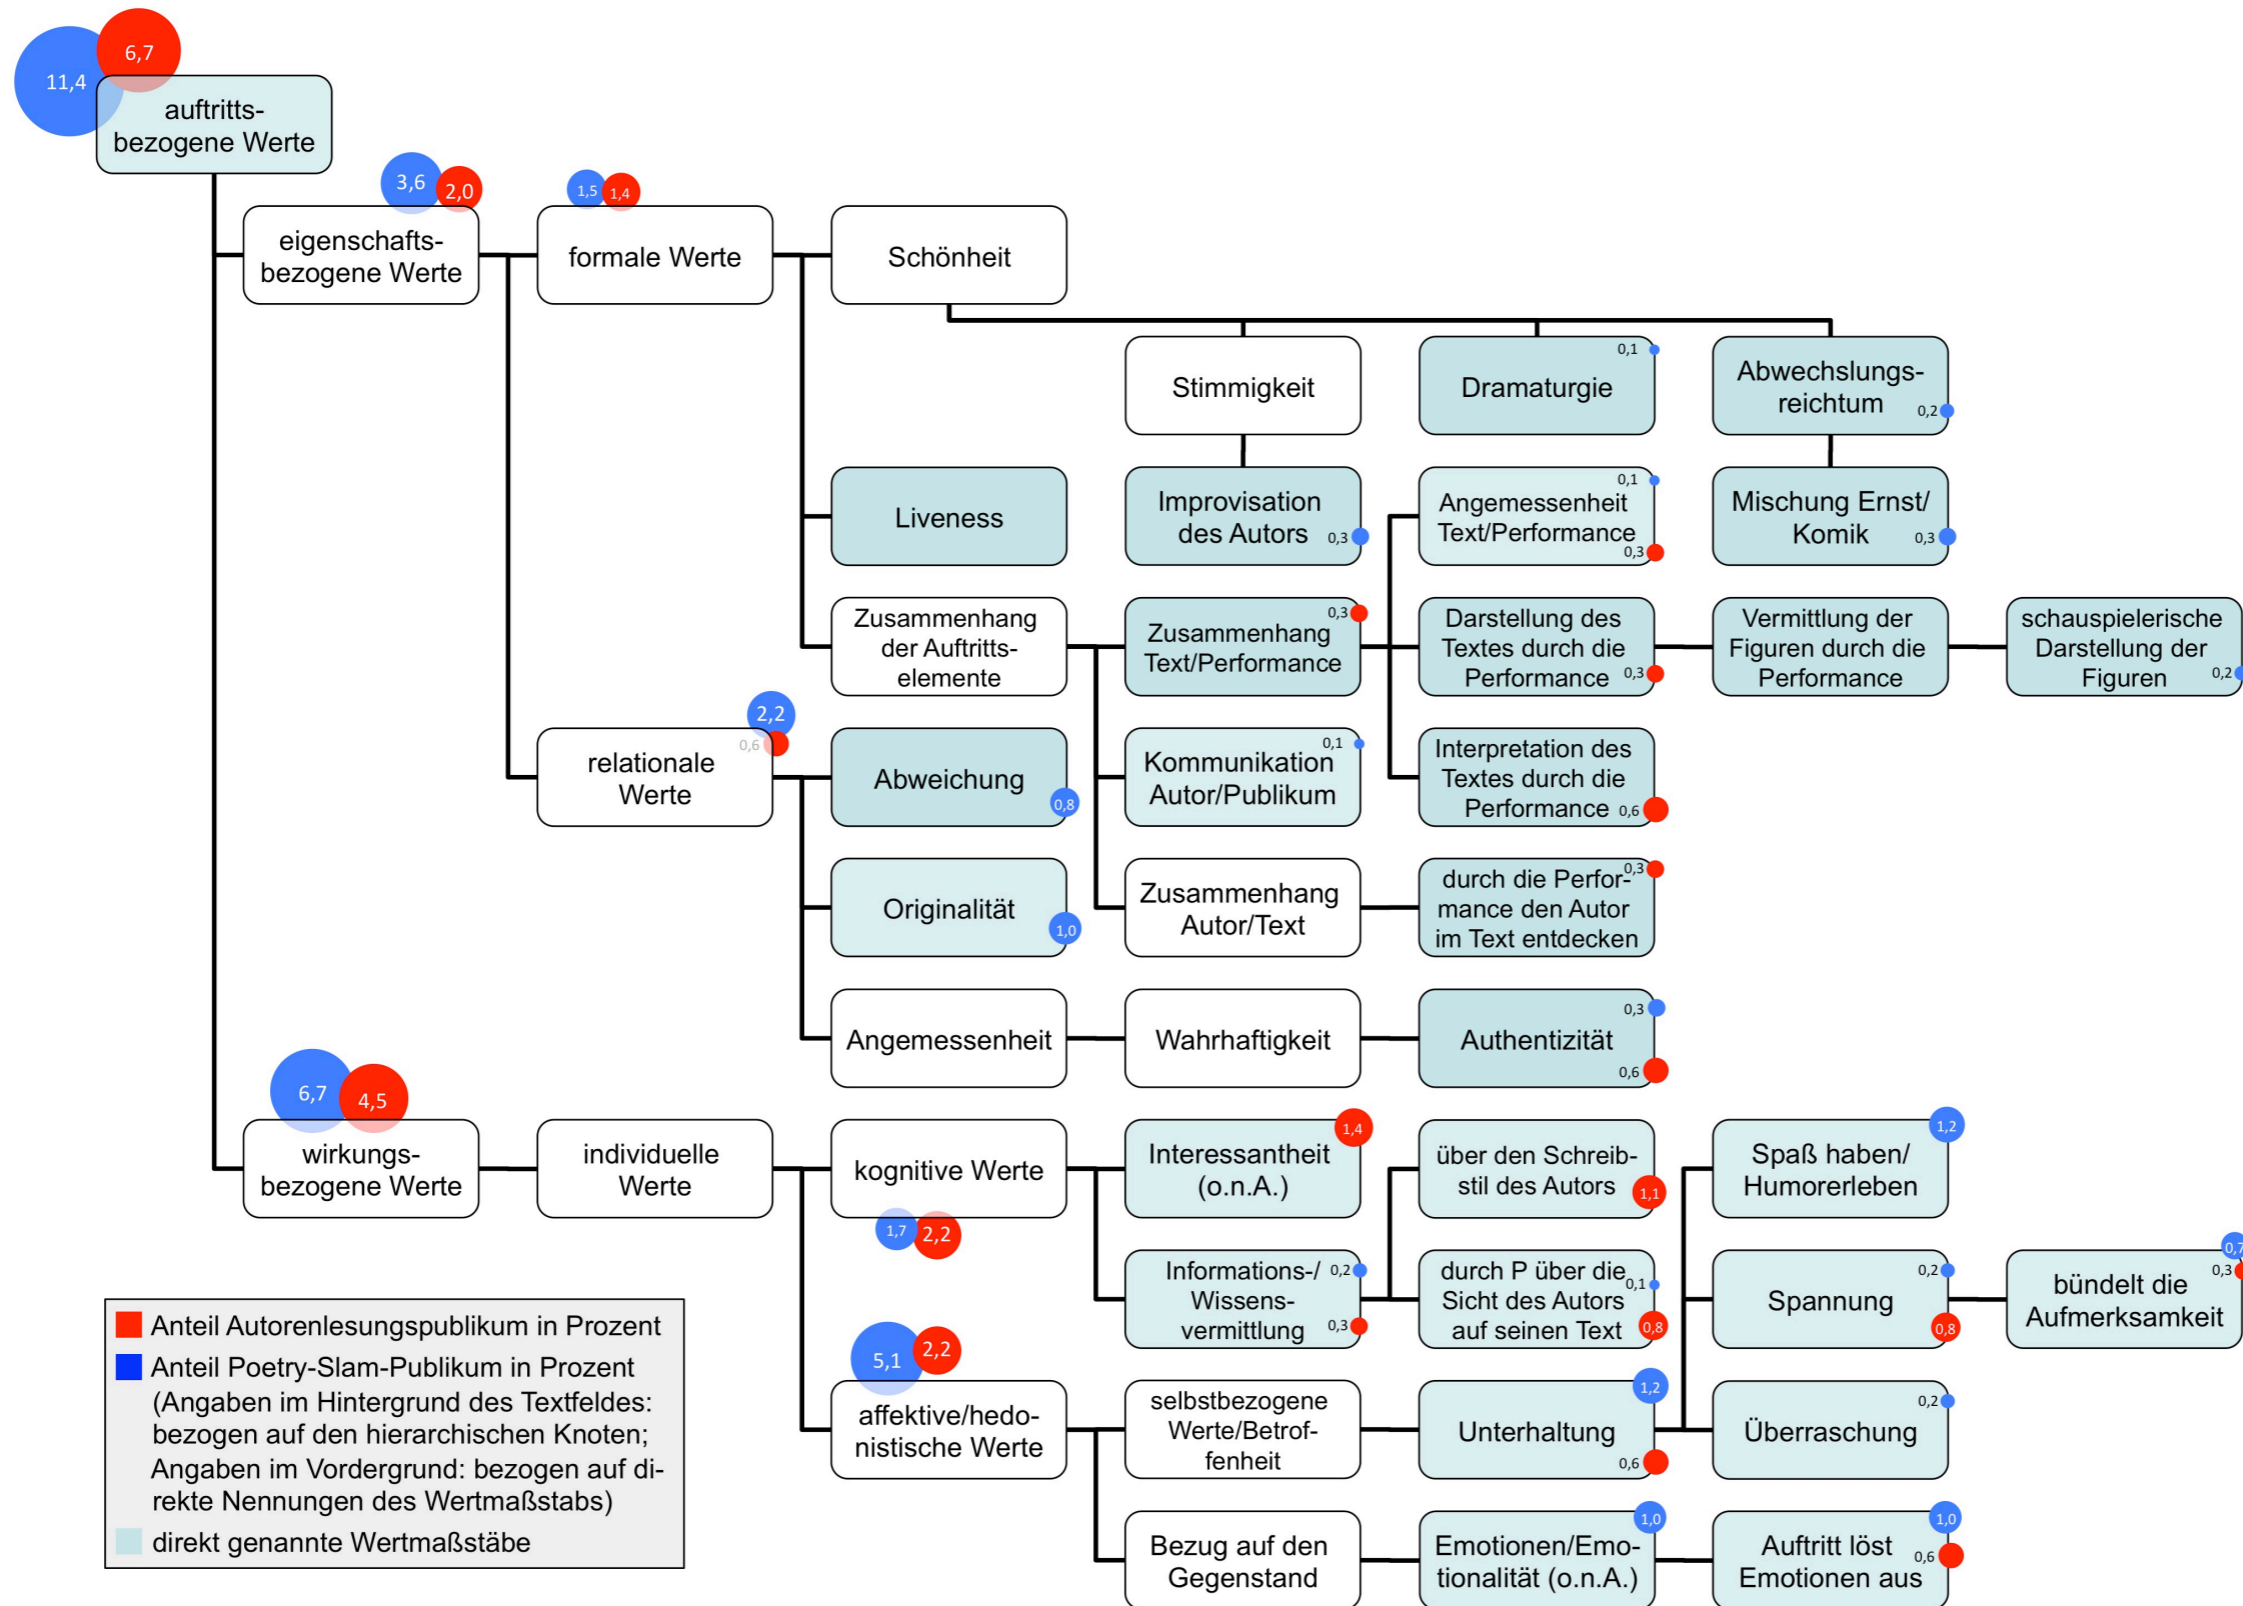 11,4
6,7
auftritts-
bezogene Werte
3,6
2,0
eigenschafts-
bezogene Werte
1,5
1,4
formale Werte
Schönheit
Stimmigkeit
0,1
Dramaturgie
Abwechslungs-
reichtum
0,2
Liveness
Improvisation
des Autors
0,3
0,1
Angemessenheit
Text/Performance
0,3
Mischung Ernst/
Komik
0,3
Zusammenhang
der Auftritts-
elemente
0,3
Zusammenhang
Text/Performance
Darstellung des
Textes durch die
Performance
0,3
Vermittlung der
Figuren durch die
Performance
schauspielerische
Darstellung der
Figuren
0,2
2,2
0,6
relationale
Werte
Abweichung
0,8
0,1
Kommunikation
Autor/Publikum
Interpretation des
Textes durch die
Performance
0,6
Originalität
1,0
Zusammenhang
Autor/Text
0,3
durch die Perfor-
mance den Autor
im Text entdecken
Angemessenheit
Wahrhaftigkeit
0,3
Authentizität
0,6
6,7
4,5
wirkungs-
bezogene Werte
individuelle
Werte
kognitive Werte
1,7
2,2
1,4
Interessantheit
(o.n.A.)
über den Schreib-
stil des Autors
1,1
1,2
Spaß haben/
Humorerleben
Informations-/
Wissens-
vermittlung
0,2
0,3
durch P über die
Sicht des Autors
auf seinen Text
0,1
0,8
0,2
Spannung
0,8
0,7
0,3
bündelt die
Aufmerksamkeit
5,1
2,2
affektive/hedo-
nistische Werte
selbstbezogene
Werte/Betrof-
fenheit
1,2
Unterhaltung
0,6
0,2
Überraschung
Bezug auf den
Gegenstand
1,0
Emotionen/Emo-
tionalität (o.n.A.)
1,0
Auftritt löst
Emotionen aus
0,6
Anteil Autorenlesungspublikum in Prozent
Anteil Poetry-Slam-Publikum in Prozent
(Angaben im Hintergrund des Textfeldes:
bezogen auf den hierarchischen Knoten;
Angaben im Vordergrund: bezogen auf di-
rekte Nennungen des Wertmaßstabs)
direkt genannte Wertmaßstäbe